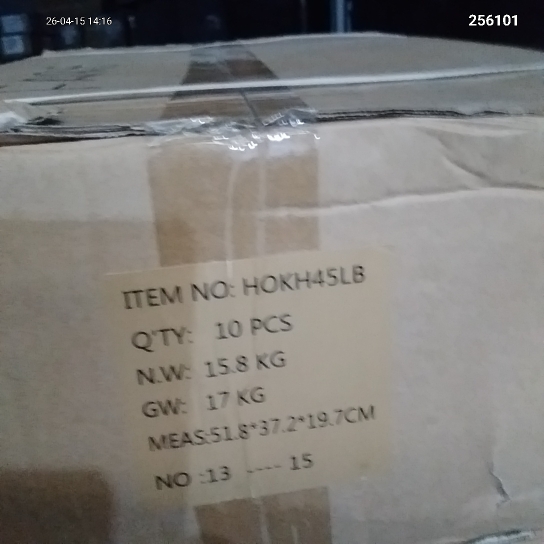 26-04-15 14:16
256101
ITEM NO: HOKH45LB
Q'TY: 10 PCS
N.W: 15.8 KG
GW: 17 KG
MEAS:51.8*37.2*19.7CM
NO :13 ---- 15